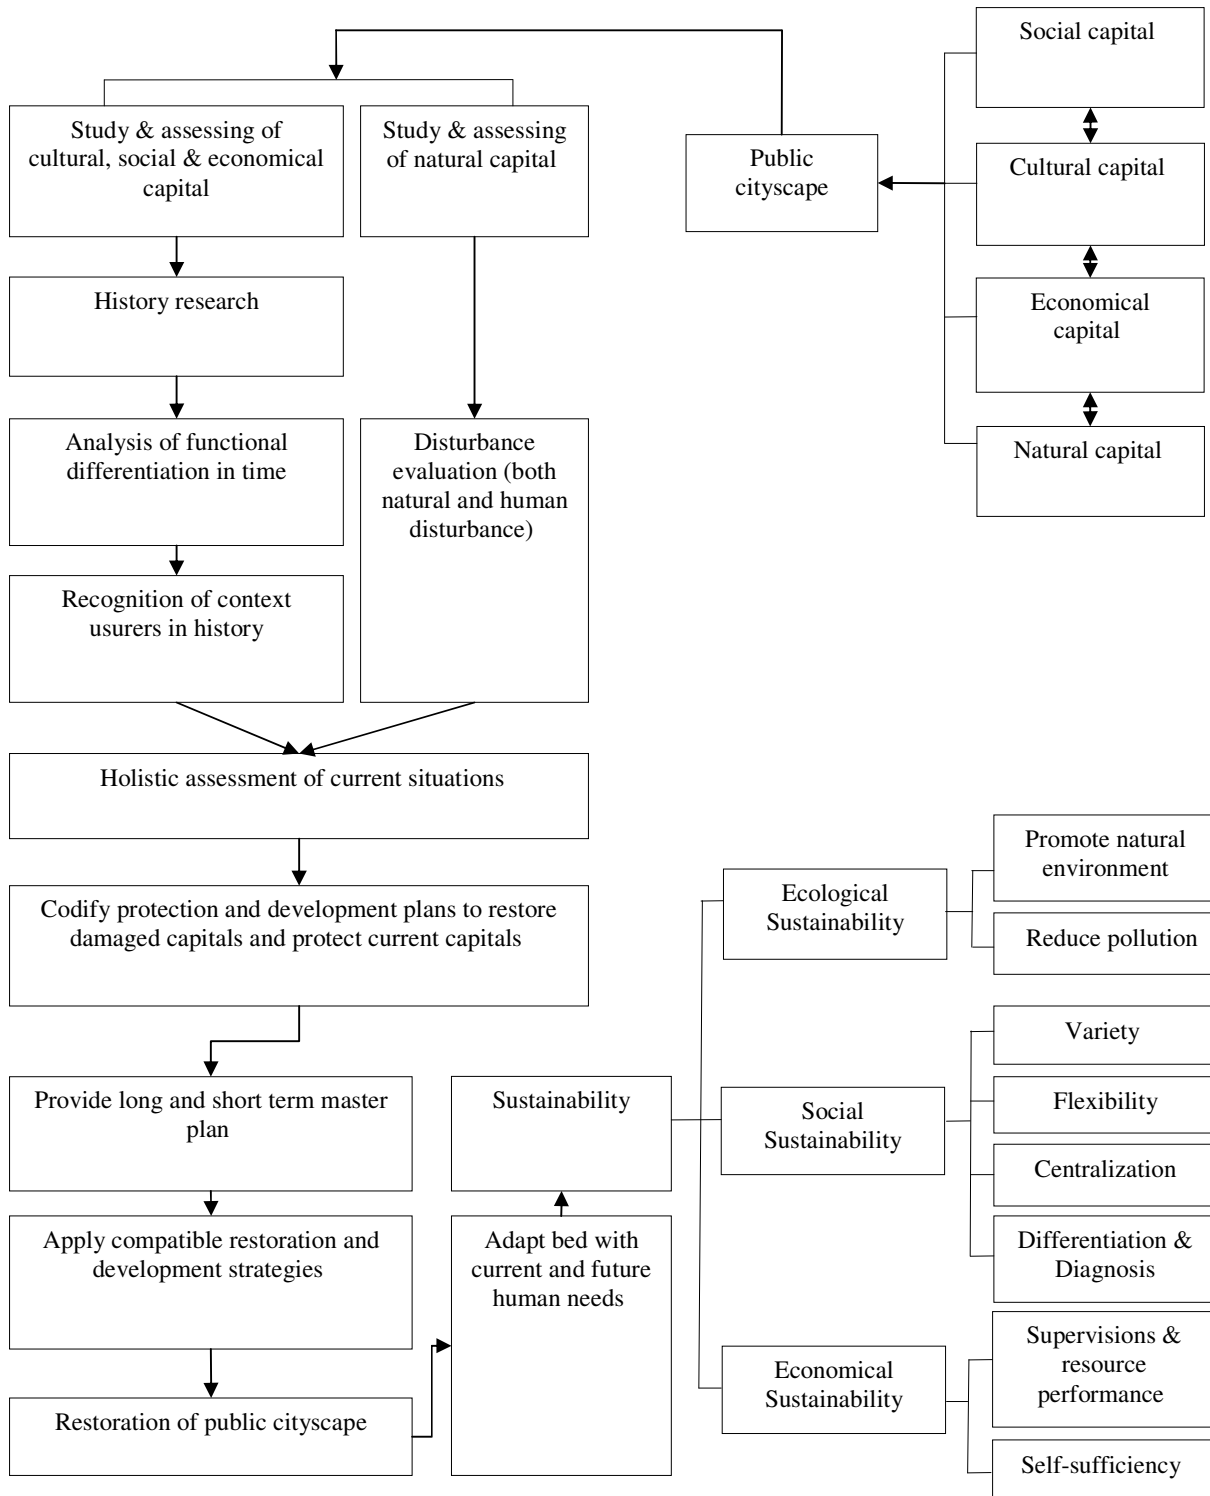 Social capital
Study & assessing of
cultural, social & economical
capital
Study & assessing
of natural capital
Public
cityscape
Cultural capital
History research
Economical
capital
Analysis of functional
differentiation in time
Disturbance
evaluation (both
natural and human
disturbance)
Natural capital
Recognition of context
usurers in history
Holistic assessment of current situations
Codify protection and development plans to restore
damaged capitals and protect current capitals
Provide long and short term master
plan
Apply compatible restoration and
development strategies
Restoration of public cityscape
Adapt bed with
current and future
human needs
Sustainability
Ecological
Sustainability
Promote natural
environment
Reduce pollution
Social
Sustainability
Variety
Flexibility
Centralization
Differentiation &
Diagnosis
Economical
Sustainability
Supervisions &
resource
performance
Self-sufficiency